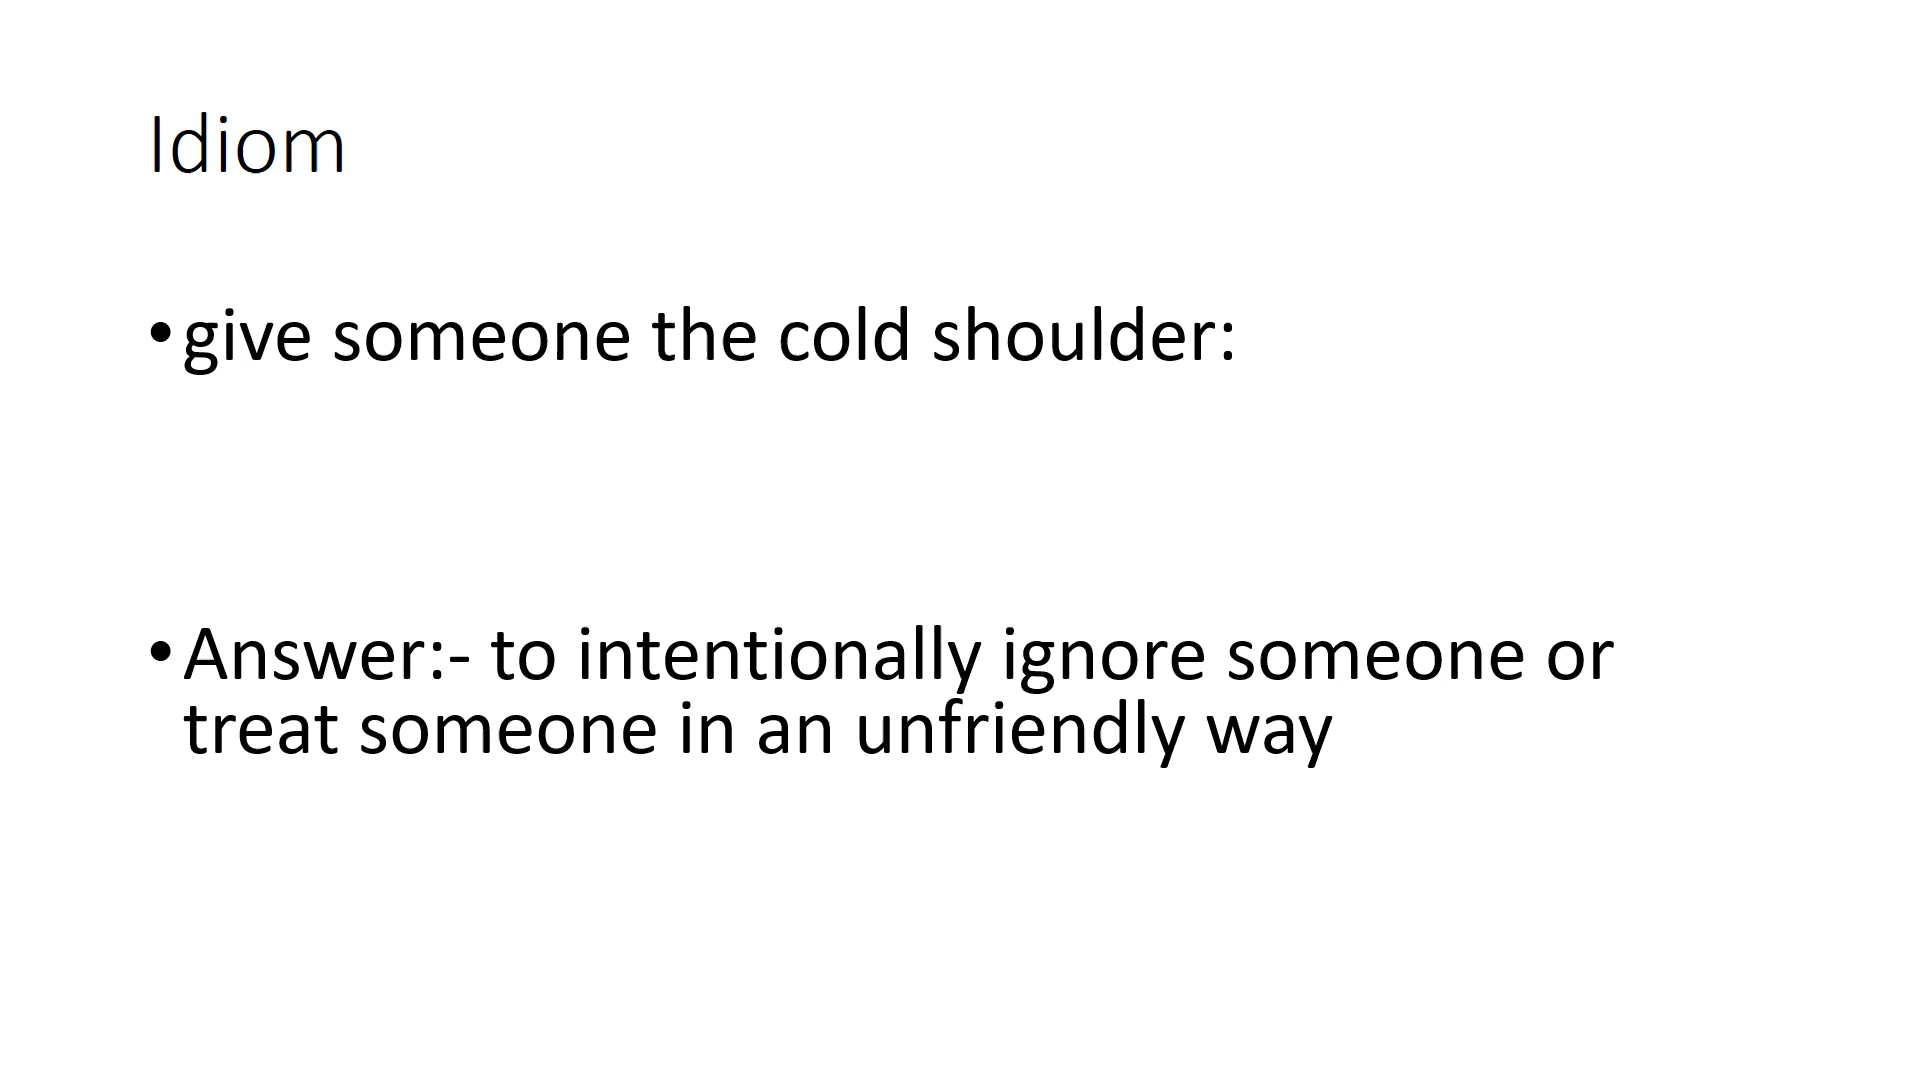 Idiom
•give someone the cold shoulder:
•Answer:- to intentionally ignore someone or
treat someone in an unfriendly way